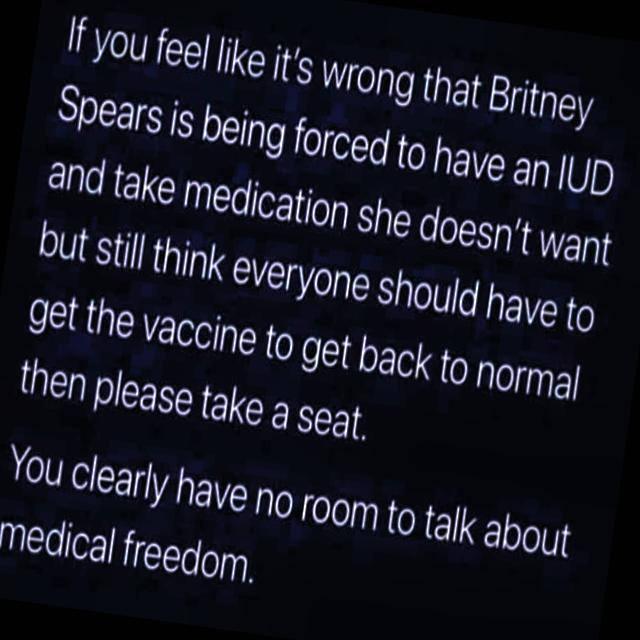 If you feel like it's wrong that Britney
Spears is being forced to have an IUD
and take medication she doesn't want
but still think everyone should have to
get the vaccine to get back to normal
then please take a seat.
You clearly have no room to talk about
medical freedom.